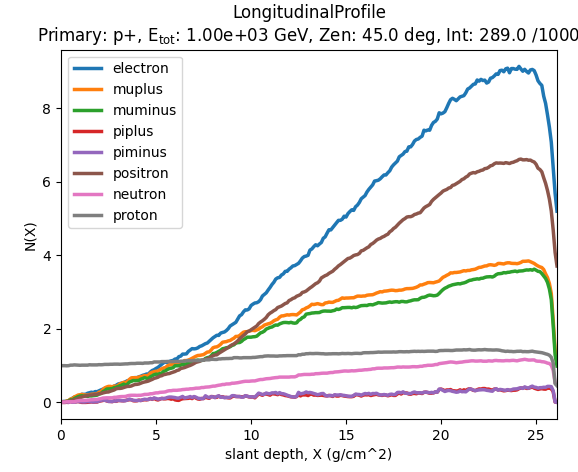 LongitudinalProfile
Primary: p+, E_tot: 1.00e+03 GeV, Zen: 45.0 deg, Int: 289.0 /1000
electron
muplus
muminus
piplus
piminus
positron
neutron
proton
N(X)
8
6
4
2
0
0 5 10 15 20 25
slant depth, X (g/cm^2)